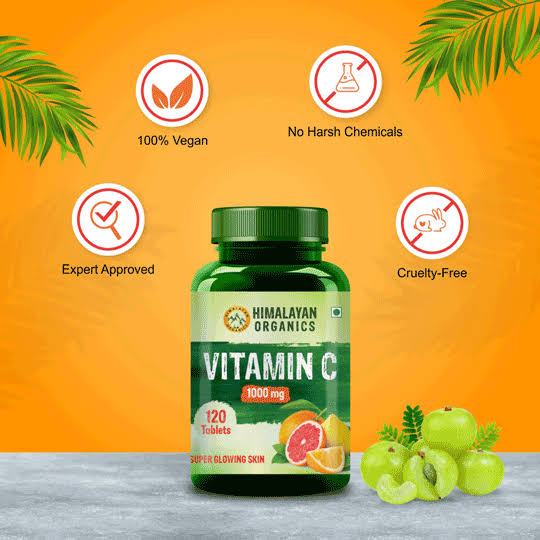 100% Vegan
No Harsh Chemicals
Expert Approved
Cruelty-Free
HIMALAYAN
ORGANICS
VITAMIN C
1000 mg
120
Tablets
SUPER GLOWING SKIN